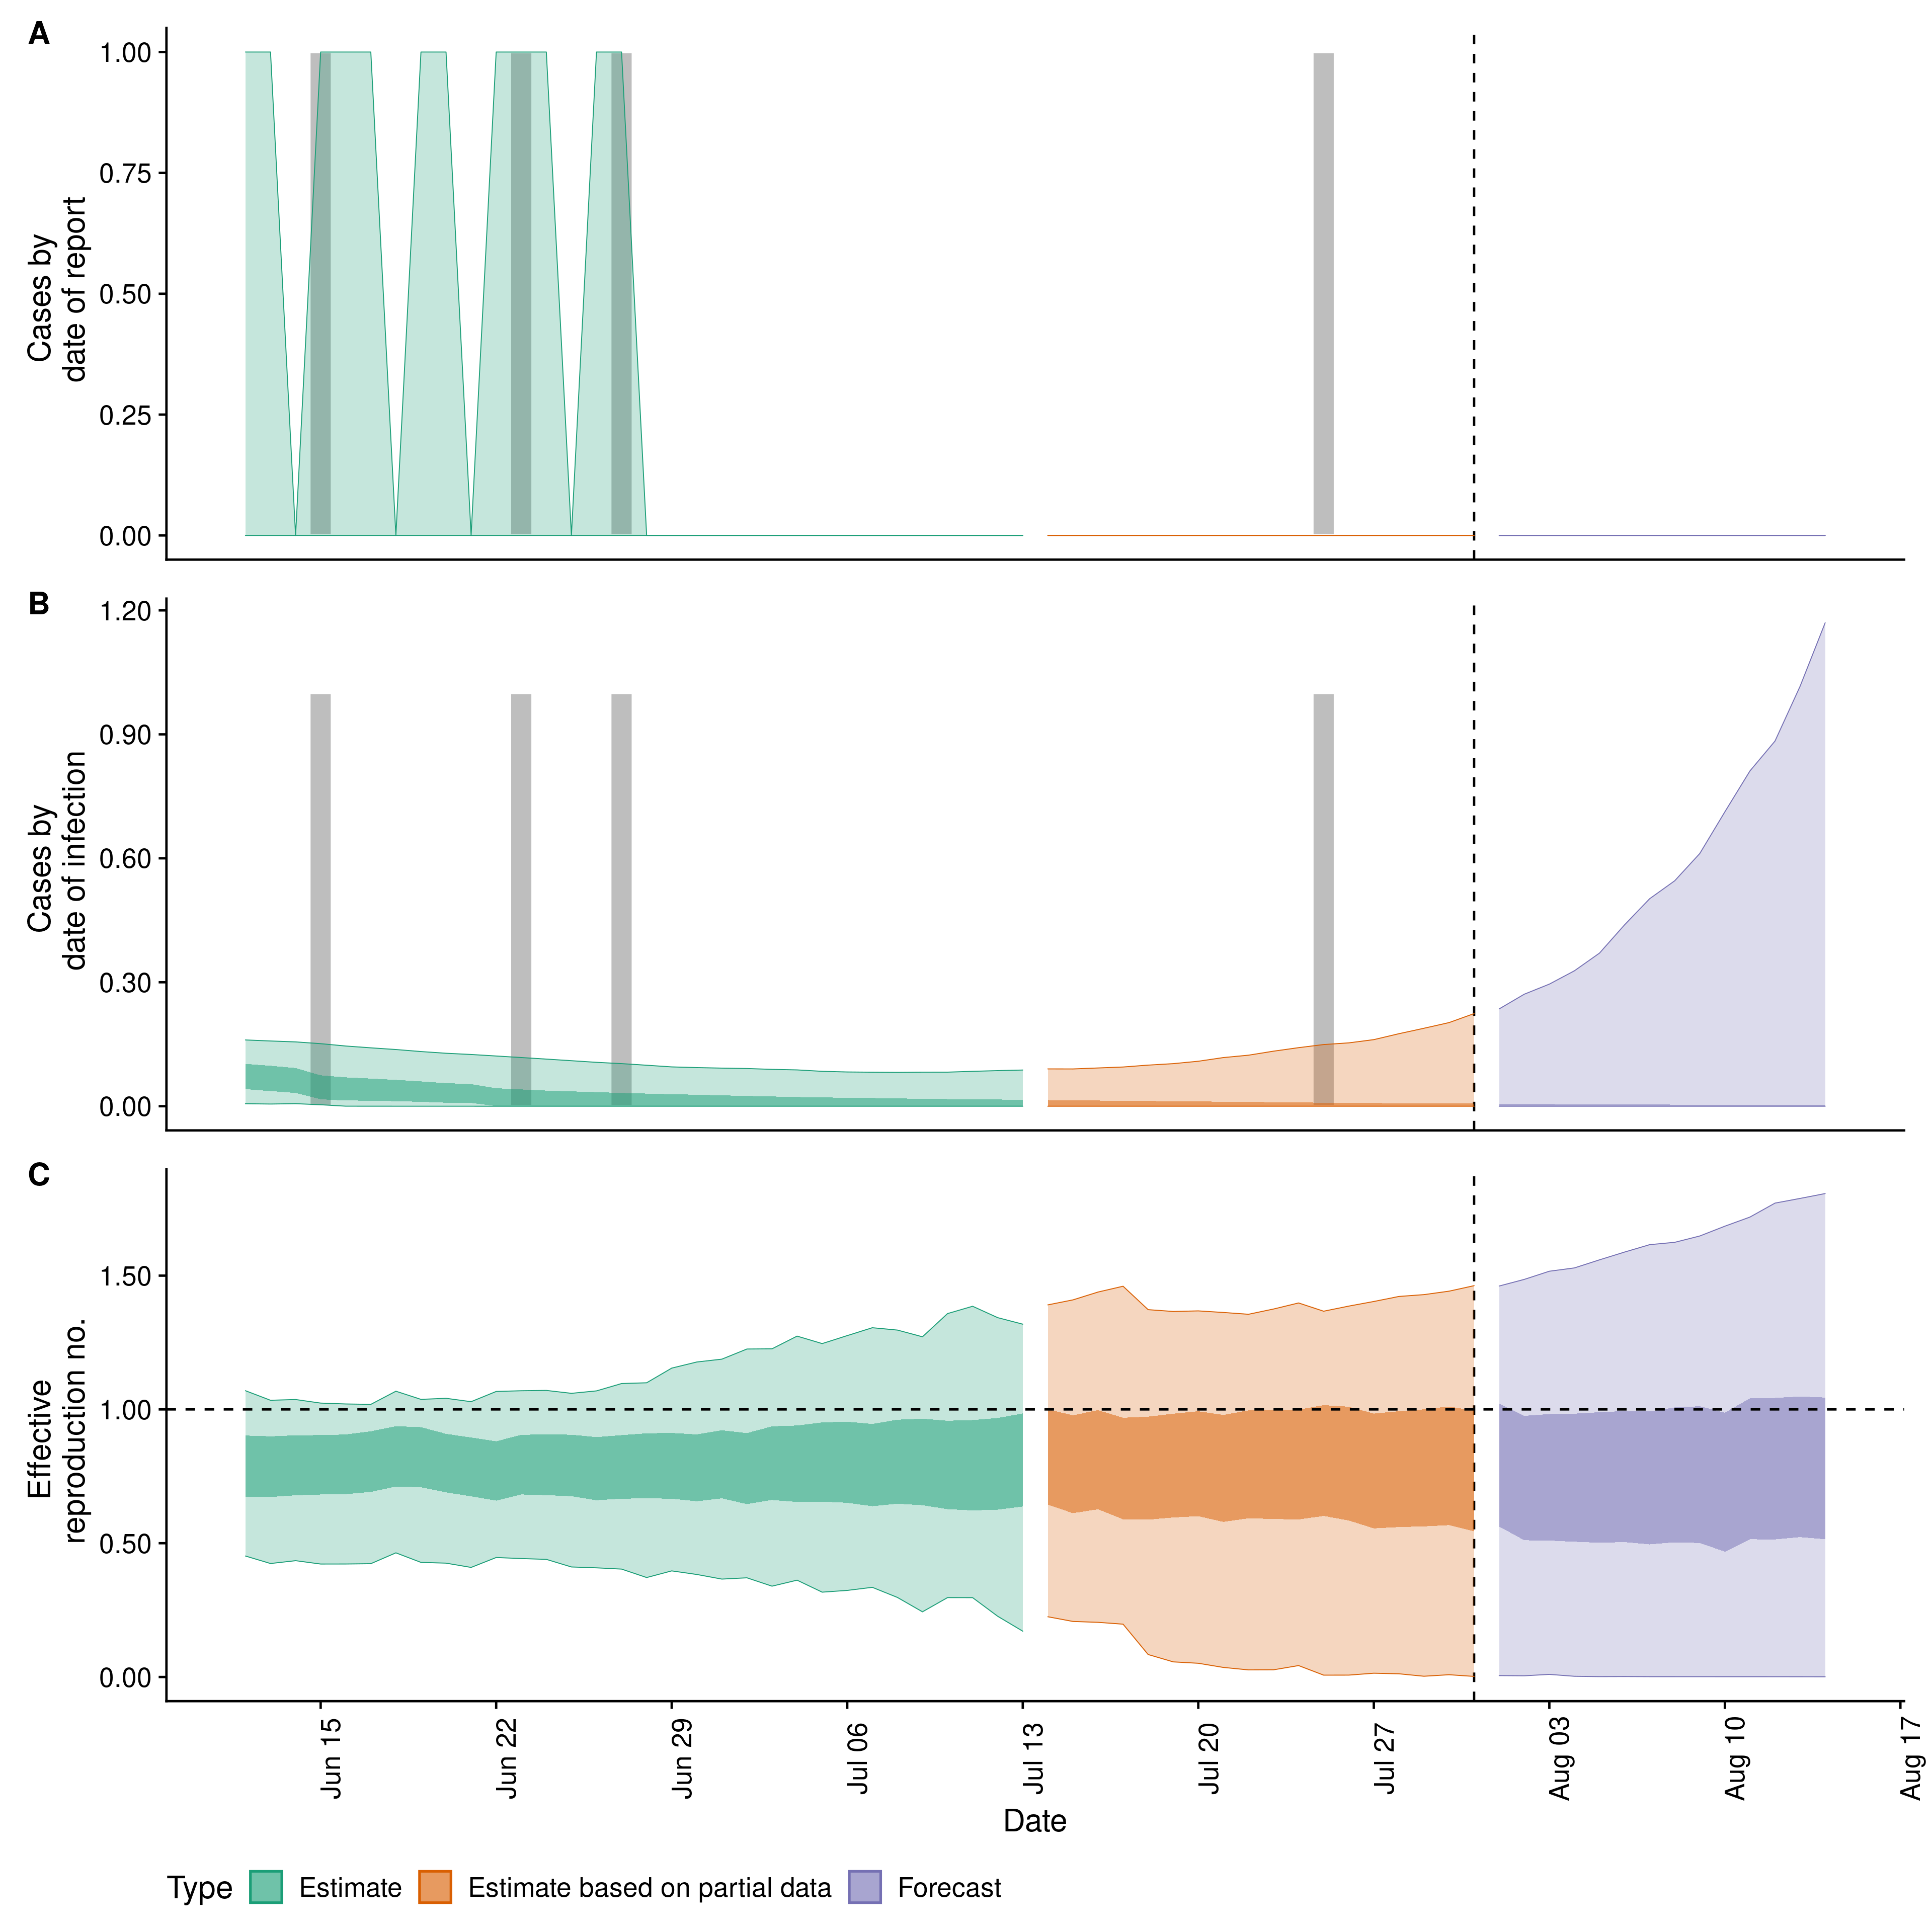 A
1.00
0.75
0.50
0.25
0.00
Cases by
date of report
B
1.20
0.90
0.60
0.30
0.00
Cases by
date of infection
C
1.50
1.00
0.50
0.00
Effective
reproduction no.
Jun 15
Jun 22
Jun 29
Jul 06
Jul 13
Jul 20
Jul 27
Aug 03
Aug 10
Aug 17
Date
Type Estimate Estimate based on partial data Forecast